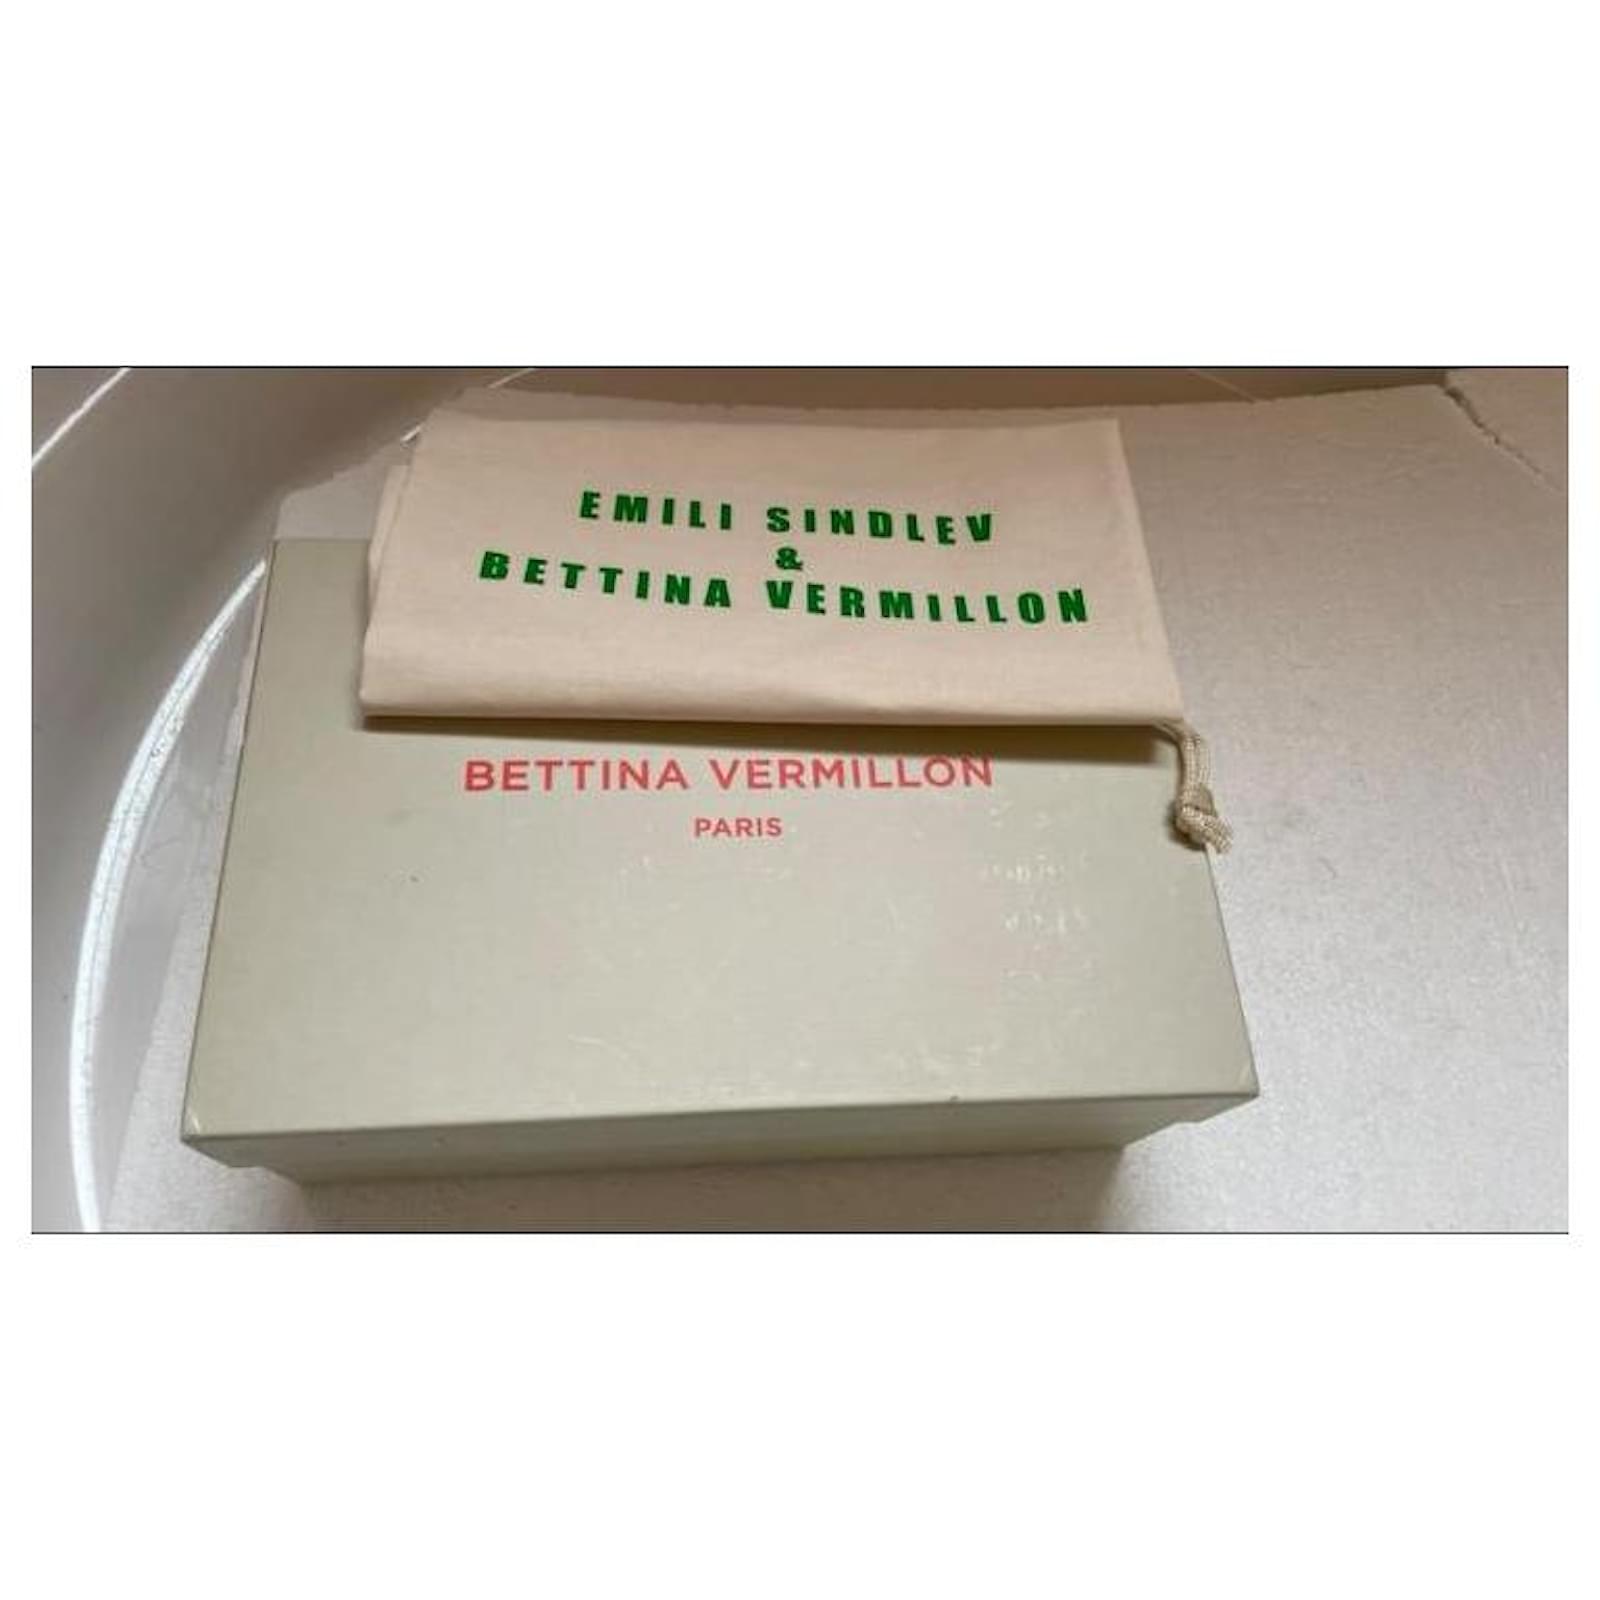 EMILI SINDLEV
&
BETTINA VERMILLON
BETTINA VERMILLON
PARIS